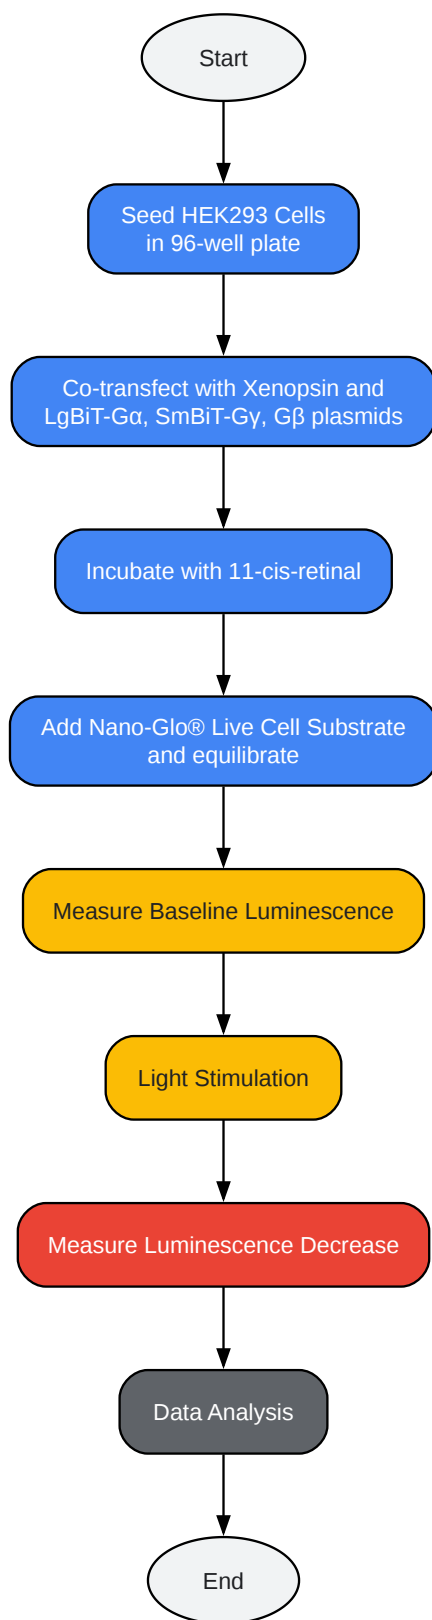 Start
Seed HEK293 Cells
in 96-well plate
Co-transfect with Xenopsin and
LgBiT-Gα, SmBiT-Gγ, Gβ plasmids
Incubate with 11-cis-retinal
Add Nano-Glo® Live Cell Substrate
and equilibrate
Measure Baseline Luminescence
Light Stimulation
Measure Luminescence Decrease
Data Analysis
End